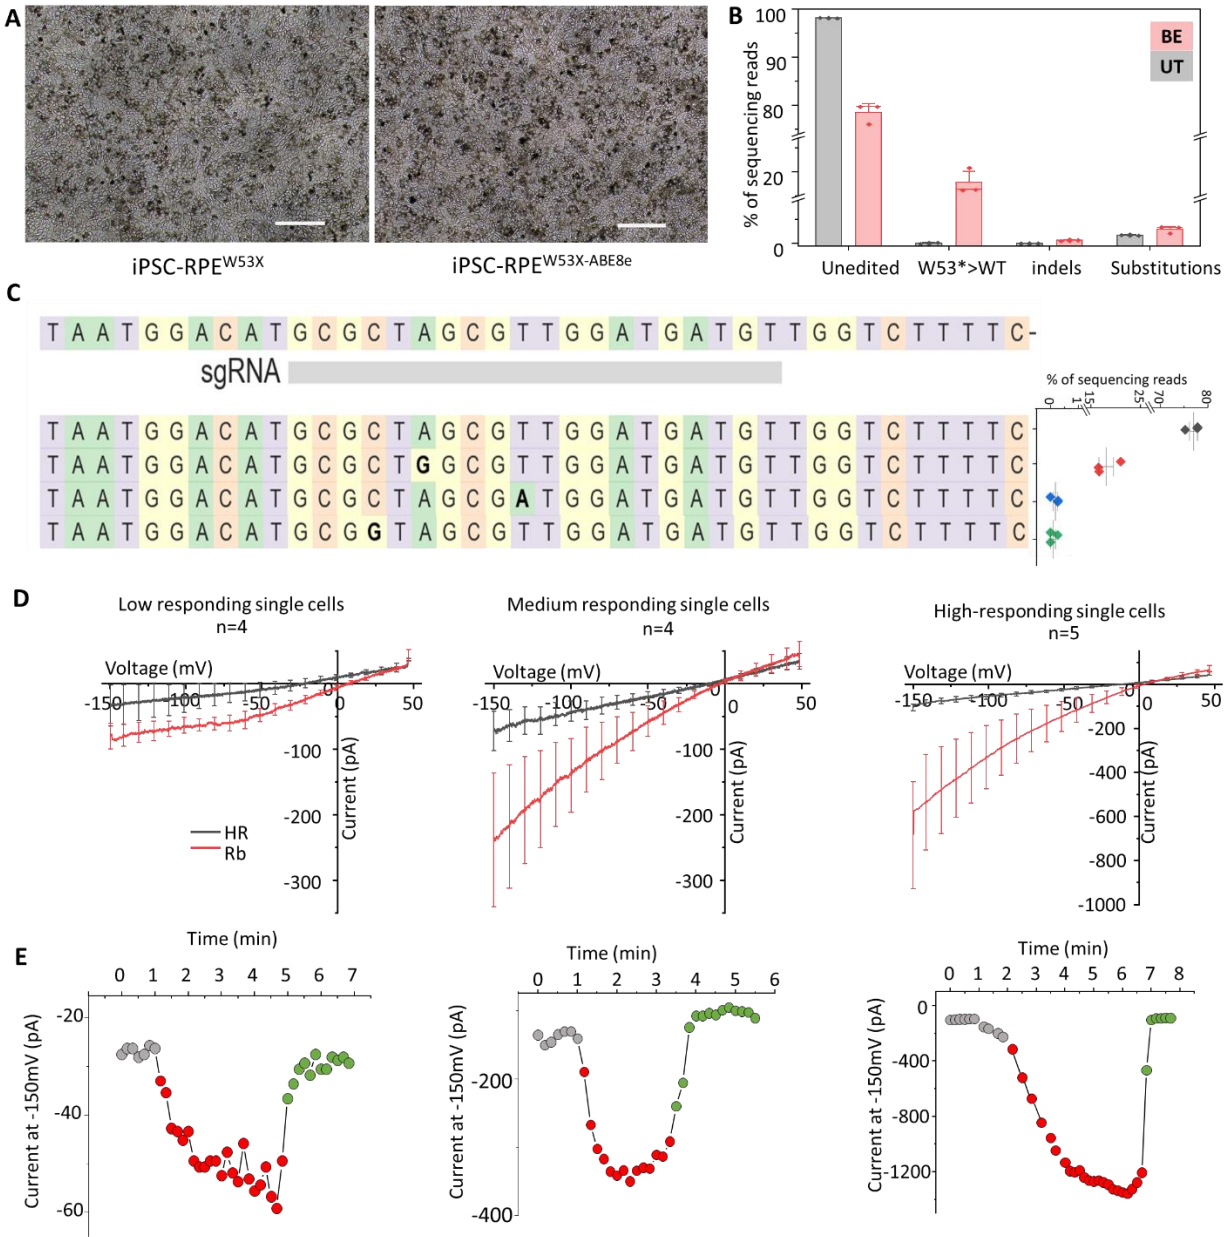 A
iPSC-RPE^W53X
iPSC-RPE^W53X-ABE8e
B
% of sequencing reads
100
90
80
20
0
BE
UT
Unedited
W53*>WT
indels
Substitutions
C
T A A T G G A C A T G C G C T A G C G T T G G A T G A T G T T G G T C T T T T C -
sgRNA
% of sequencing reads
0 1 15 25 70 80
T A A T G G A C A T G C G C T A G C G T T G G A T G A T G T T G G T C T T T T C
T A A T G G A C A T G C G C T G G C G T T G G A T G A T G T T G G T C T T T T C
T A A T G G A C A T G C G C T A G C G A T G G A T G A T G T T G G T C T T T T C
T A A T G G A C A T G C G G T A G C G T T G G A T G A T G T T G G T C T T T T C
D
Low responding single cells
n=4
Voltage (mV)
-150 -100 -50 0 50
-100
-200
-300
Current (pA)
HR
Rb
Medium responding single cells
n=4
Voltage (mV)
-150 -100 -50 0 50
-100
-200
-300
Current (pA)
High-responding single cells
n=5
Voltage (mV)
-150 -100 -50 0 50
-200
-400
-600
-800
-1000
Current (pA)
E
Time (min)
0 1 2 3 4 5 6 7
Current at -150mV (pA)
-20
-40
-60
Time (min)
0 1 2 3 4 5 6
Current at -150mV (pA)
-200
-400
Time (min)
0 1 2 3 4 5 6 7 8
Current at -150mV (pA)
0
-400
-800
-1200